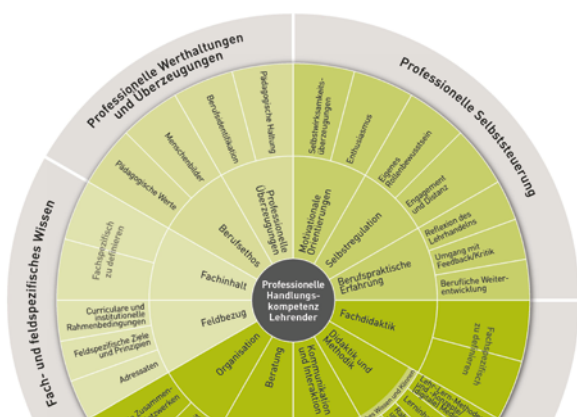 Professionelle Werthaltungen
und Überzeugungen
Professionelle Selbststeuerung
Fach- und feldspezifisches Wissen
Pädagogische Werte
Menschenbilder
Berufsidentifikation
Pädagogische Haltung
Selbstwirksamkeits-
überzeugungen
Enthusiasmus
Eigenes
Rollenbewusstsein
Engagement
und Distanz
Reflexion des
Lehrhandelns
Umgang mit
Feedback/Kritik
Berufliche Weiter-
entwicklung
Fachspezifisch
zu definieren
Curriculare und
institutionelle
Rahmenbedingungen
Feldspezifische Ziele
und Prinzipien
Adressaten
Berufsethos
Professionelle
Überzeugungen
Motivationale
Orientierungen
Selbstregulation
Berufspraktische
Erfahrung
Fachinhalt
Feldbezug
Professionelle
Handlungs-
kompetenz
Lehrender
Fachdidaktik
Didaktik und
Methodik
Kommunikation
und Interaktion
Beratung
Organisation
Fachspezifisch
zu definieren
Lehr-Lern-Methoden